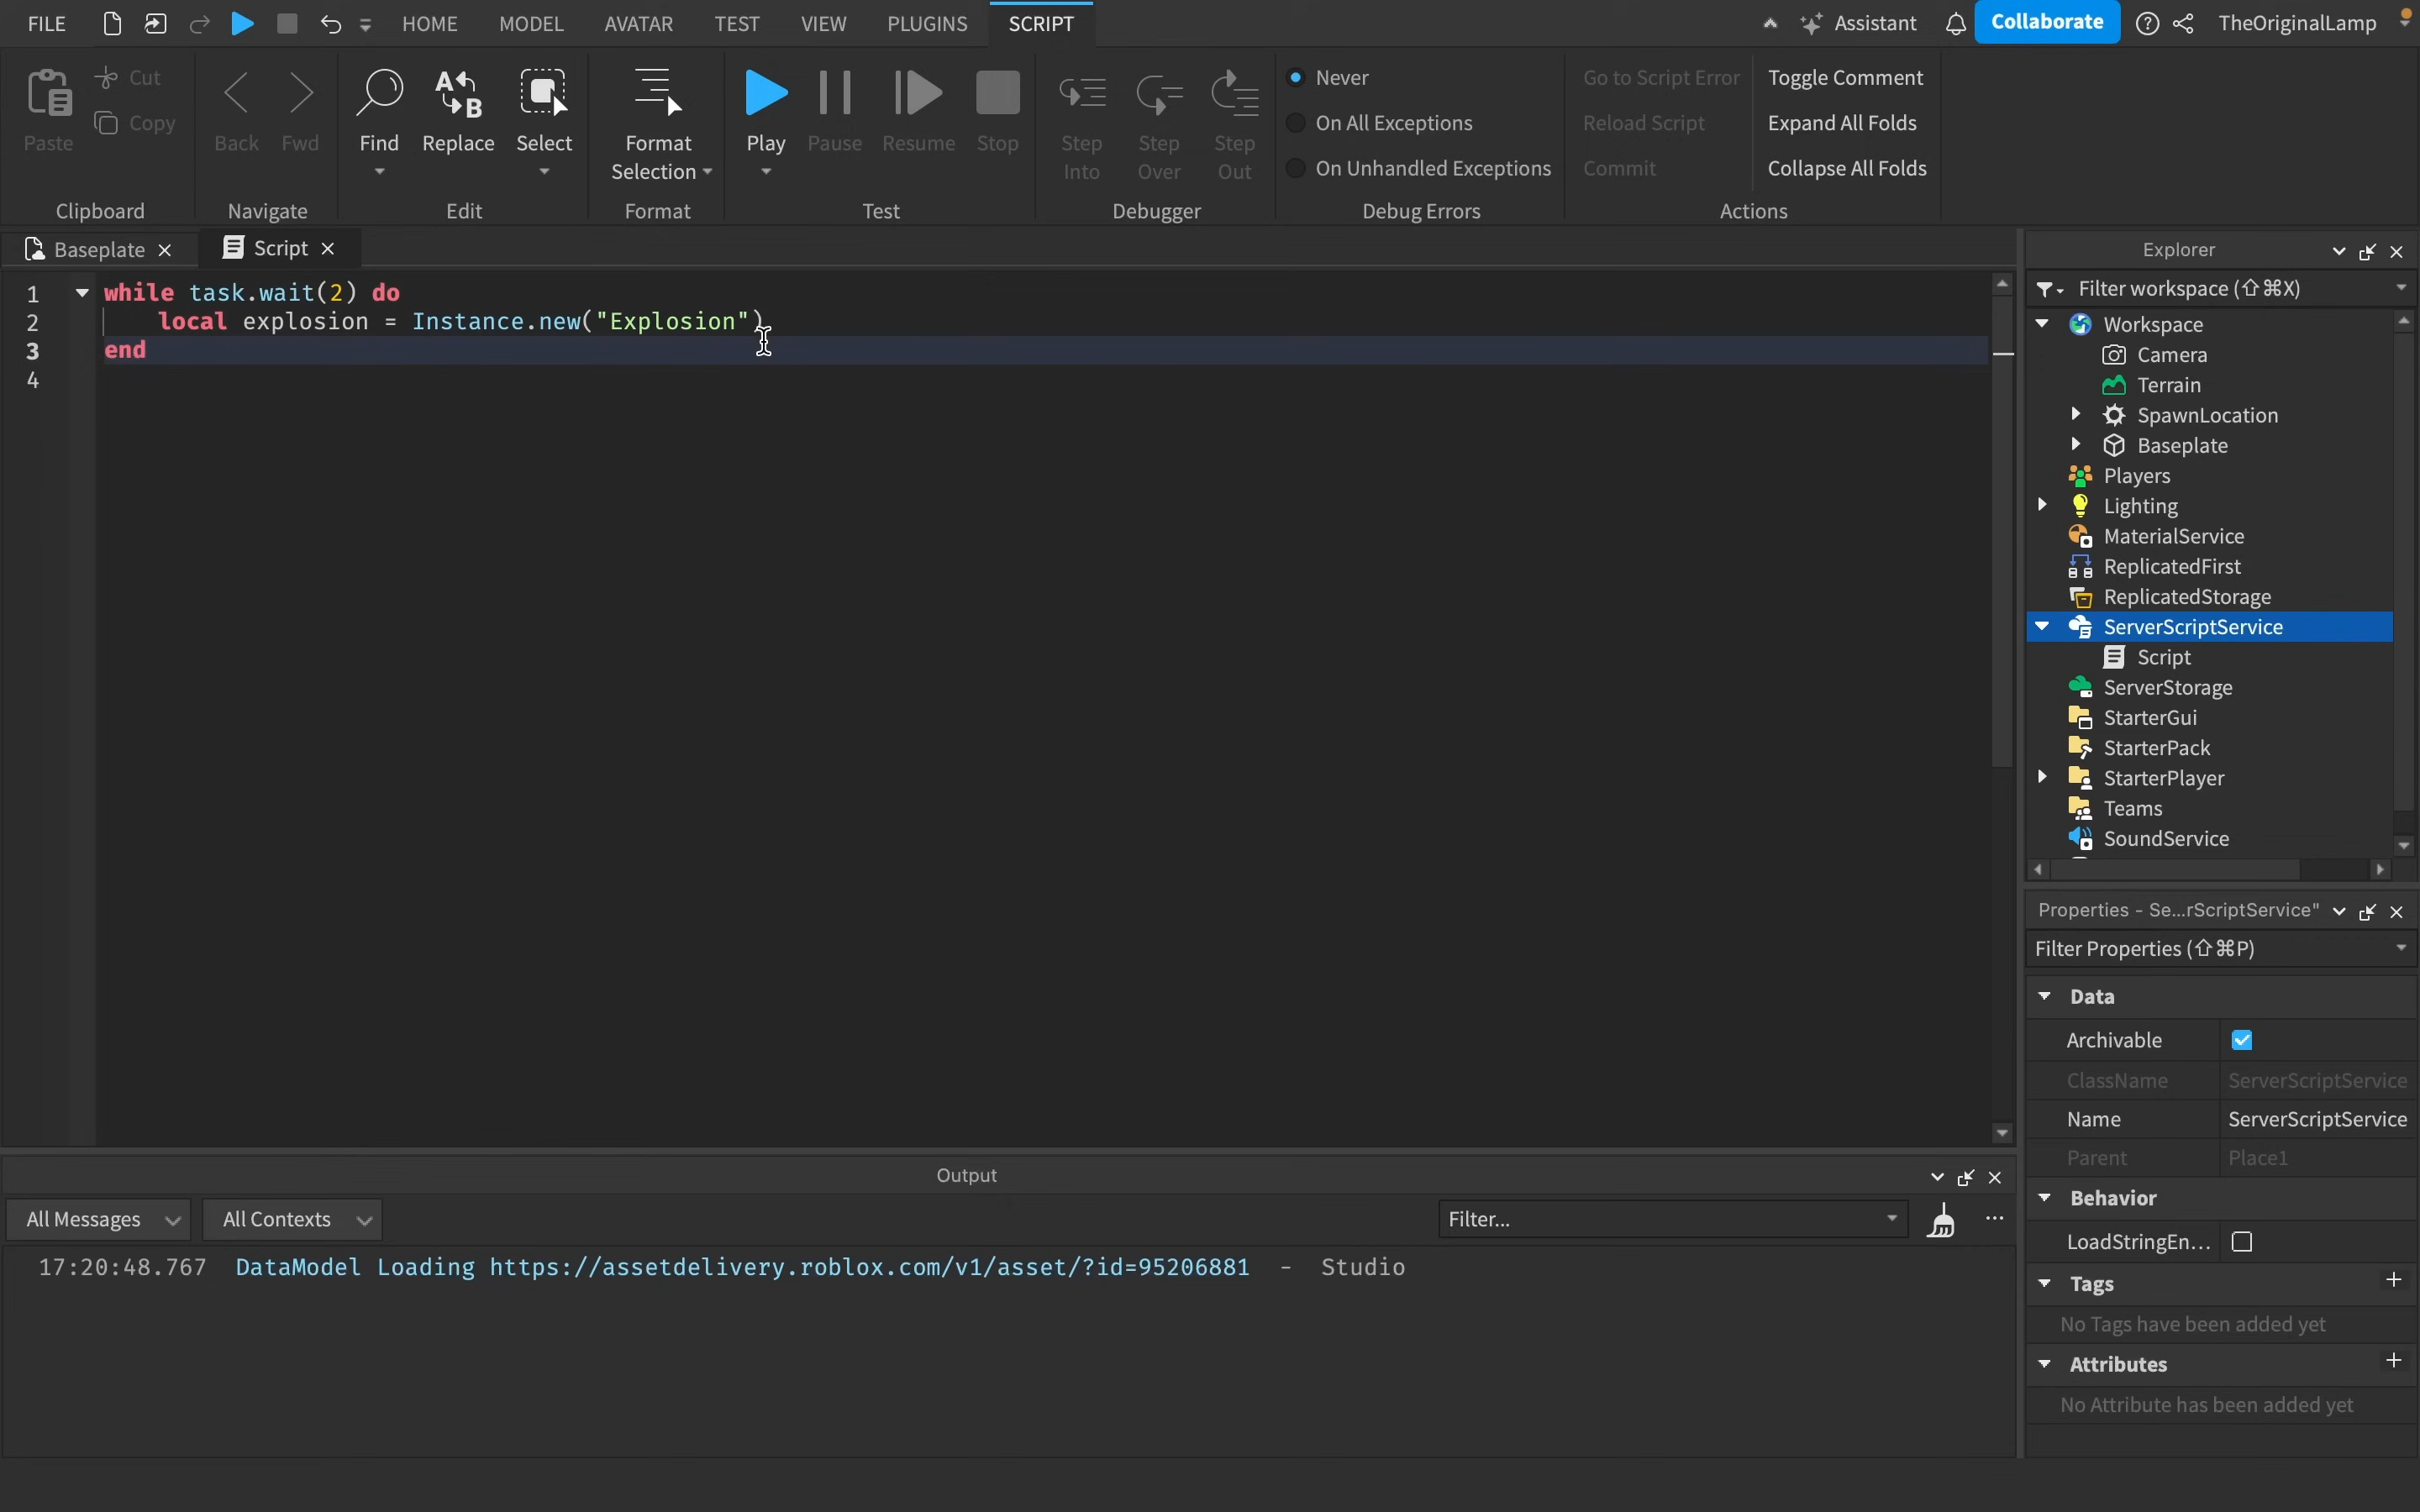 FILE HOME MODEL AVATAR TEST VIEW PLUGINS SCRIPT Assistant Collaborate TheOriginalLamp
Paste Cut Copy
Clipboard
Back Fwd
Navigate
Find Replace Select
Edit
Format Selection
Format
Play Pause Resume Stop
Test
Step Into Step Over Step Out
Debugger
Never
On All Exceptions
On Unhandled Exceptions
Debug Errors
Go to Script Error
Reload Script
Commit
Toggle Comment
Expand All Folds
Collapse All Folds
Actions
Baseplate Script
1 while task.wait(2) do
2 local explosion = Instance.new("Explosion")
3 end
4
Explorer
Filter workspace (⇧⌘X)
Workspace
Camera
Terrain
SpawnLocation
Baseplate
Players
Lighting
MaterialService
ReplicatedFirst
ReplicatedStorage
ServerScriptService
Script
ServerStorage
StarterGui
StarterPack
StarterPlayer
Teams
SoundService
Properties - Se...rScriptService"
Filter Properties (⇧⌘P)
Data
Archivable
ClassName ServerScriptService
Name ServerScriptService
Parent Place1
Behavior
LoadStringEn...
Tags
No Tags have been added yet
Attributes
No Attribute has been added yet
Output
All Messages All Contexts Filter...
17:20:48.767 DataModel Loading https://assetdelivery.roblox.com/v1/asset/?id=95206881 - Studio